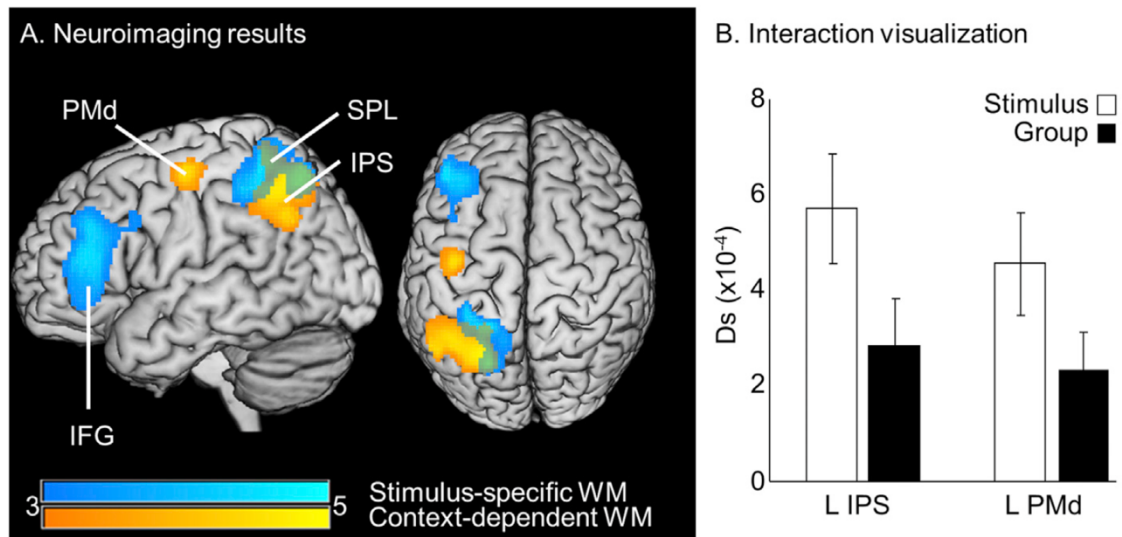 A. Neuroimaging results
PMd
SPL
IPS
IFG
3
5
Stimulus-specific WM
Context-dependent WM
B. Interaction visualization
Stimulus
Group
Ds (x10⁻⁴)
8
6
4
2
0
L IPS
L PMd